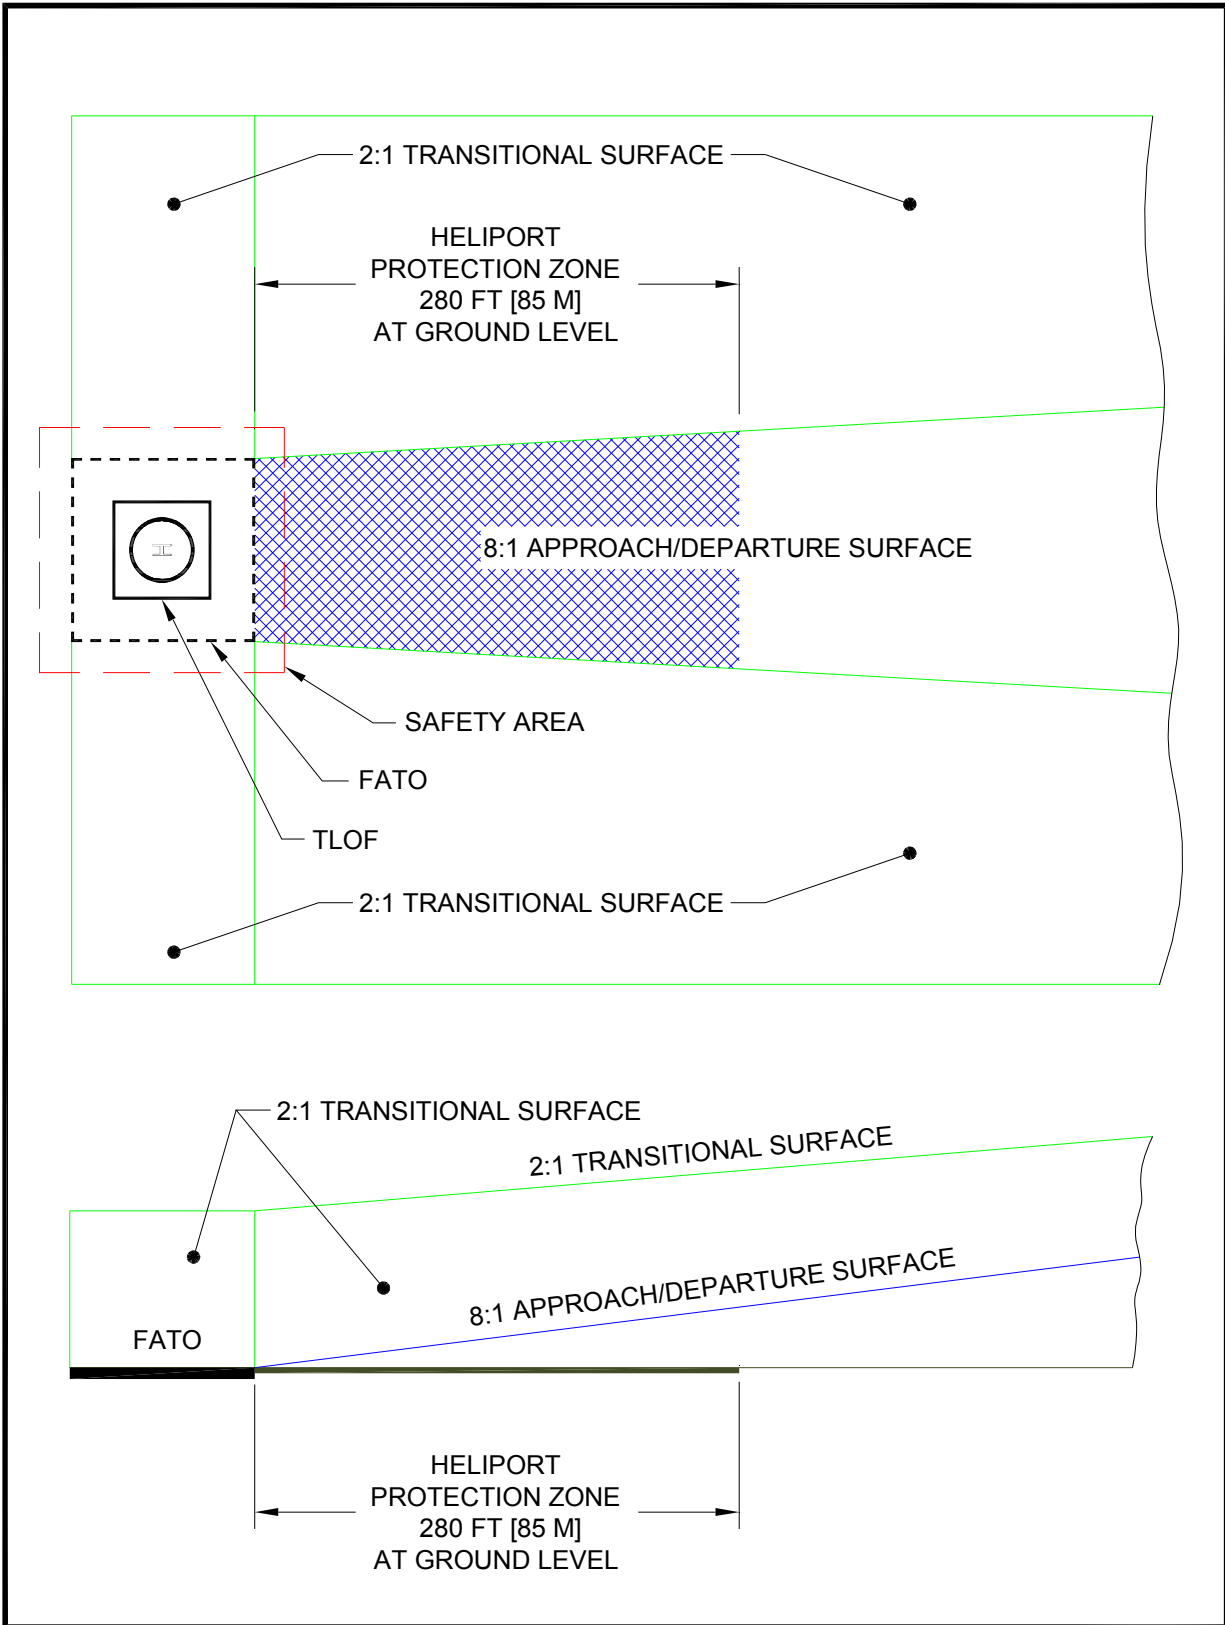 2:1 TRANSITIONAL SURFACE
HELIPORT
PROTECTION ZONE
280 FT [85 M]
AT GROUND LEVEL
H
8:1 APPROACH/DEPARTURE SURFACE
SAFETY AREA
FATO
TLOF
2:1 TRANSITIONAL SURFACE
2:1 TRANSITIONAL SURFACE
2:1 TRANSITIONAL SURFACE
8:1 APPROACH/DEPARTURE SURFACE
FATO
HELIPORT
PROTECTION ZONE
280 FT [85 M]
AT GROUND LEVEL